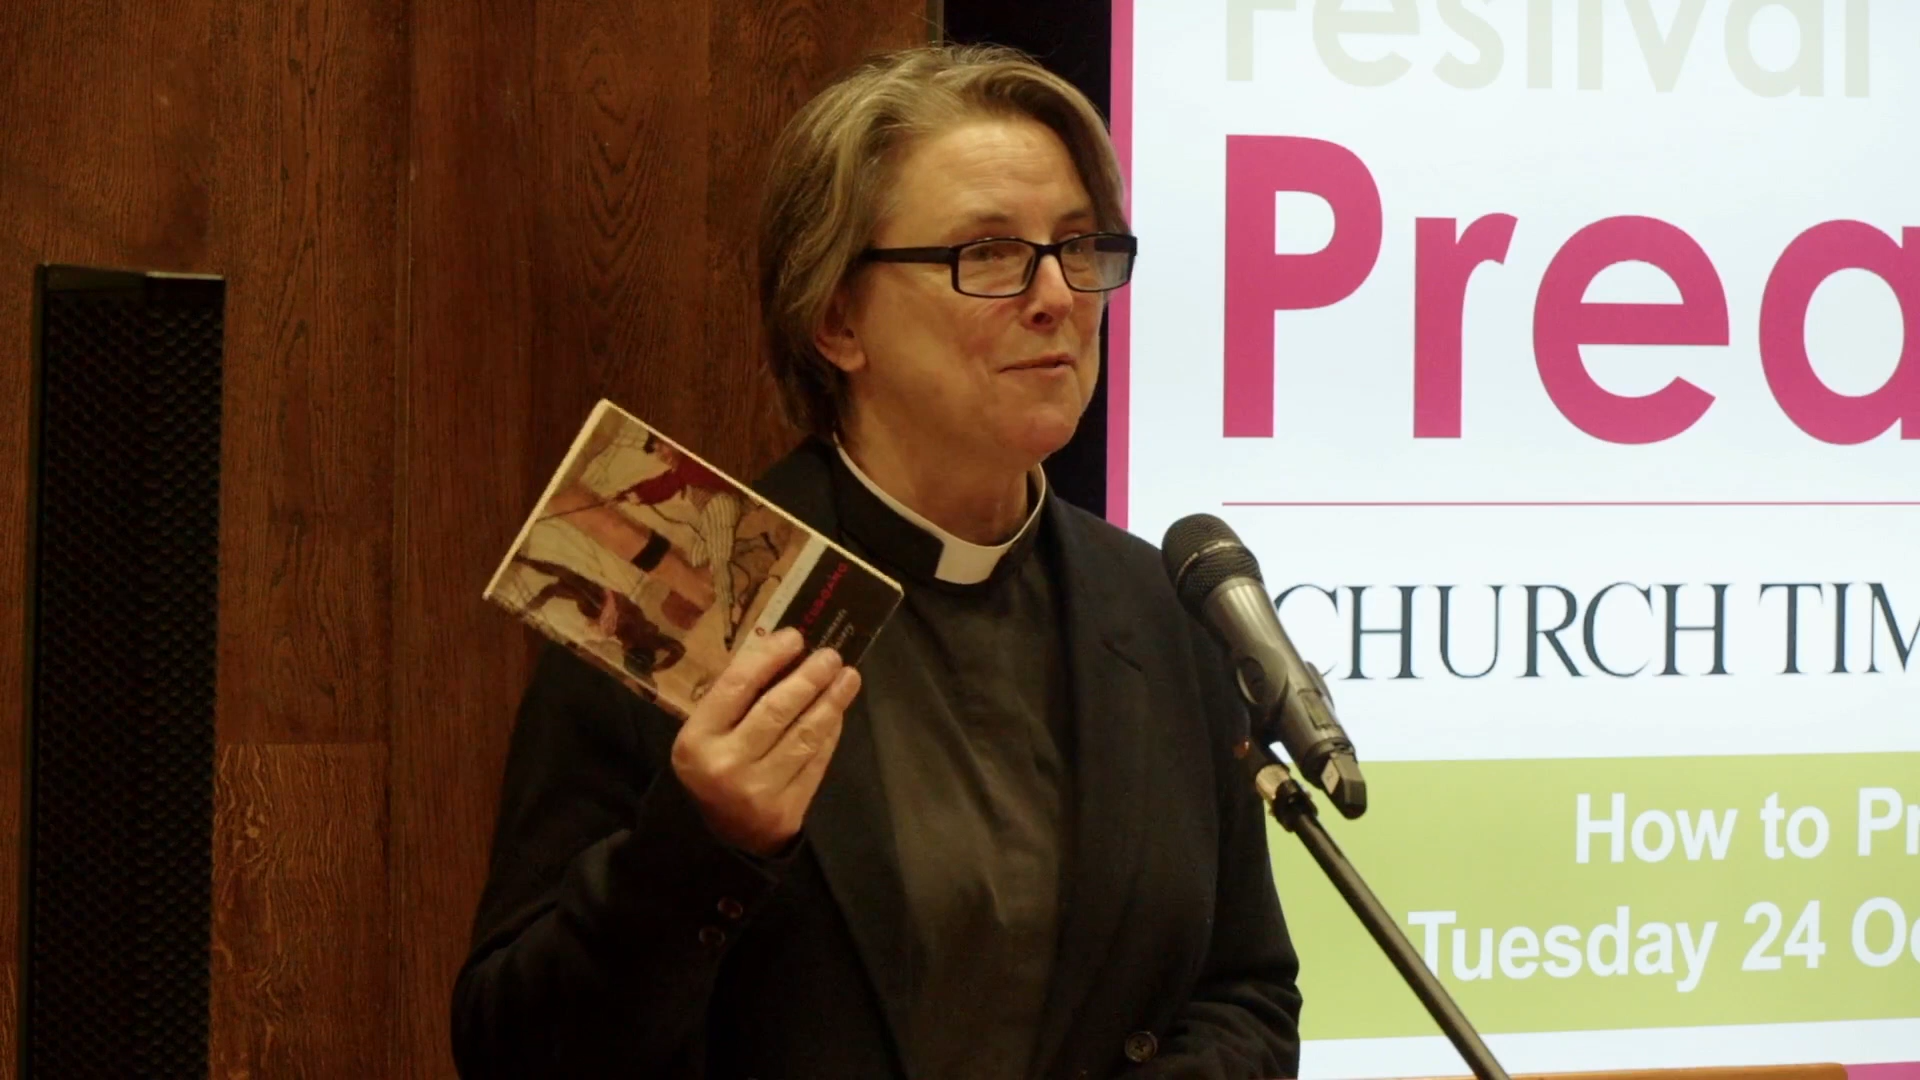 Festival
Prea
CHURCH TIM
How to Pr
Tuesday 24 Oc